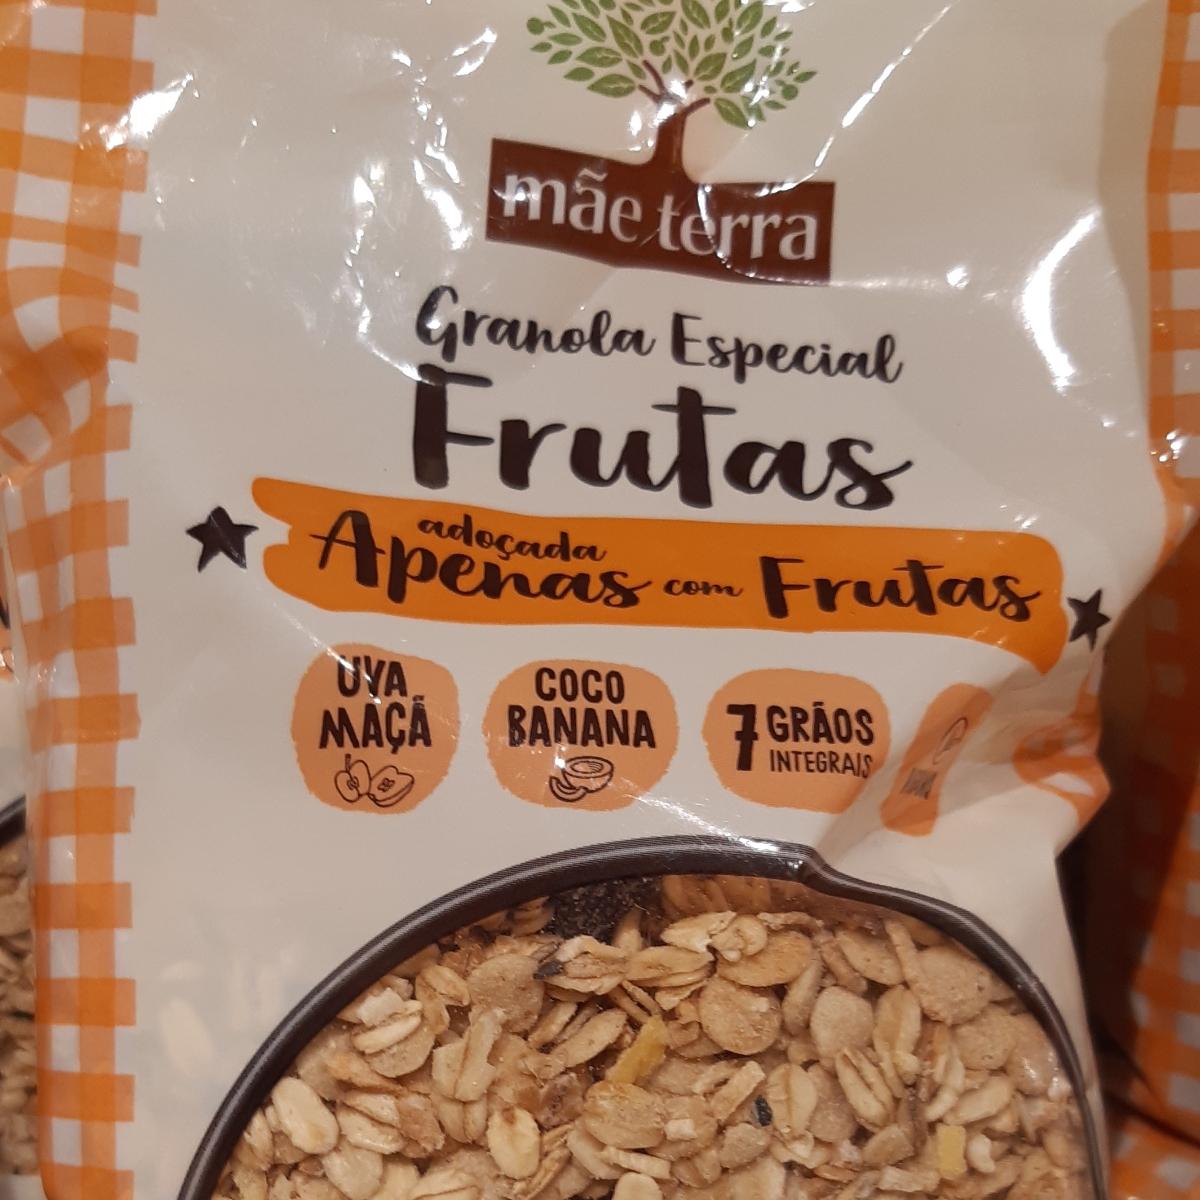 mãe terra
Granola Especial
Frutas
adoçada
Apenas com Frutas
UVA
MAÇÃ
COCO
BANANA
7 GRÃOS
INTEGRAIS